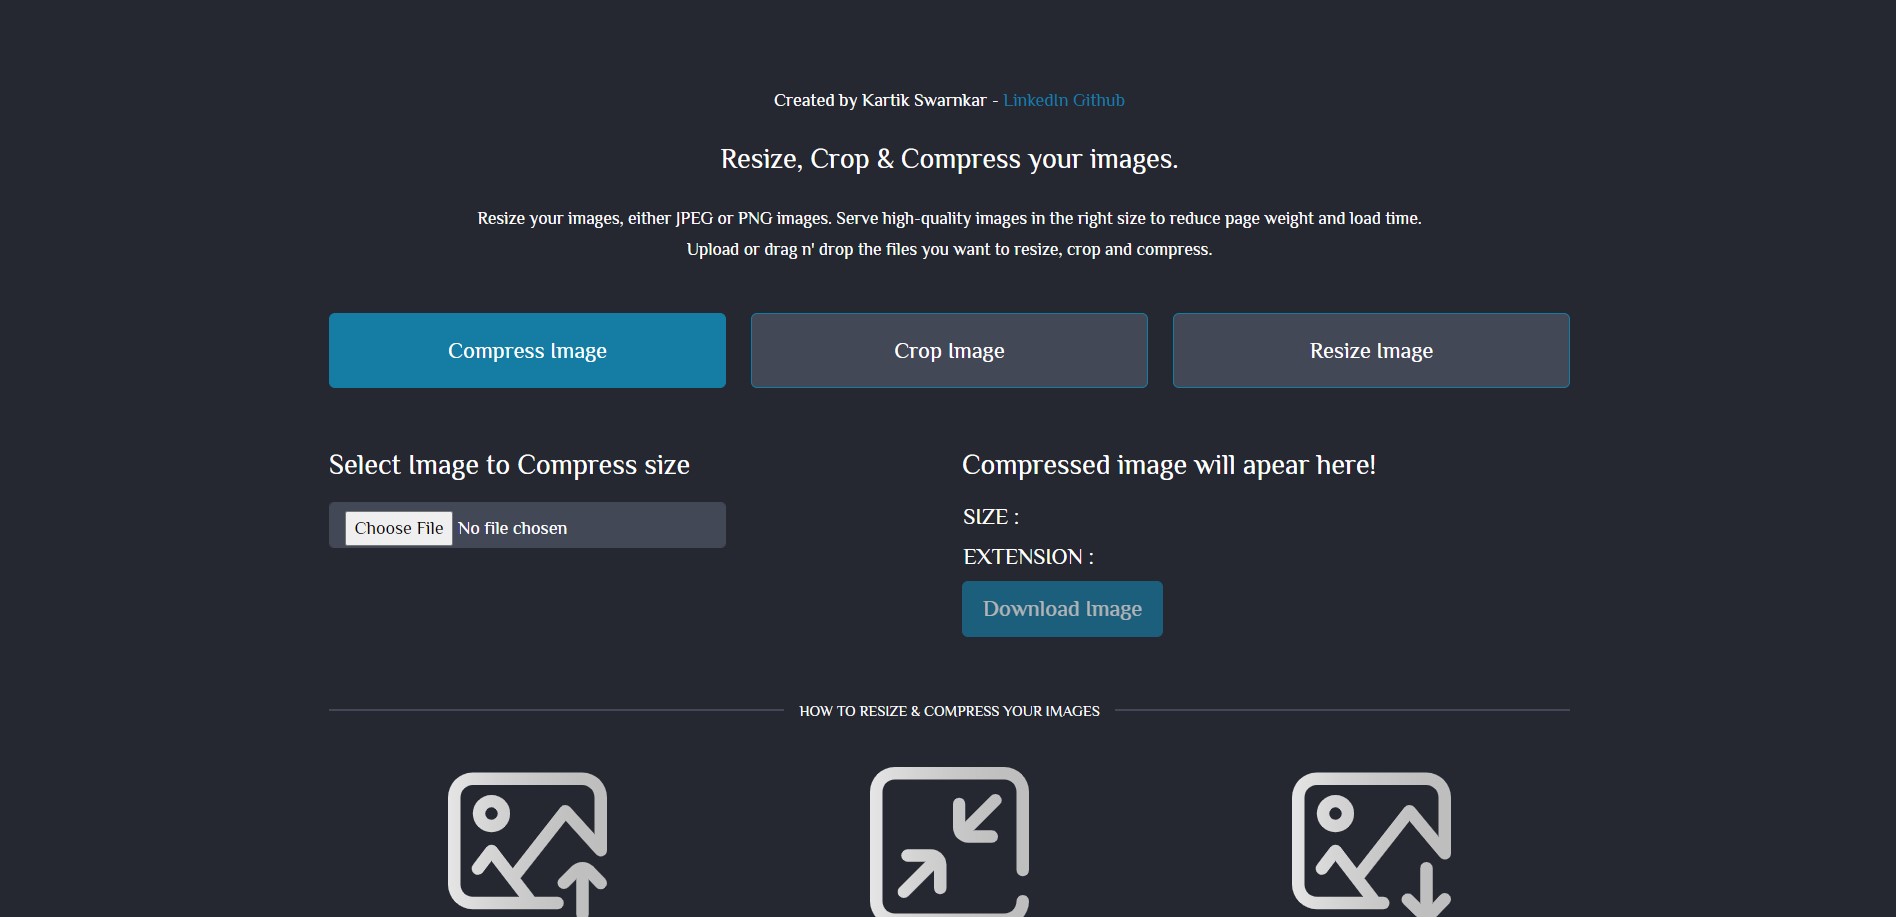 Created by Kartik Swarnkar - LinkedIn Github
Resize, Crop & Compress your images.
Resize your images, either JPEG or PNG images. Serve high-quality images in the right size to reduce page weight and load time.
Upload or drag n' drop the files you want to resize, crop and compress.
Compress Image
Crop Image
Resize Image
Select Image to Compress size
Choose File No file chosen
Compressed image will apear here!
SIZE :
EXTENSION :
Download Image
HOW TO RESIZE & COMPRESS YOUR IMAGES